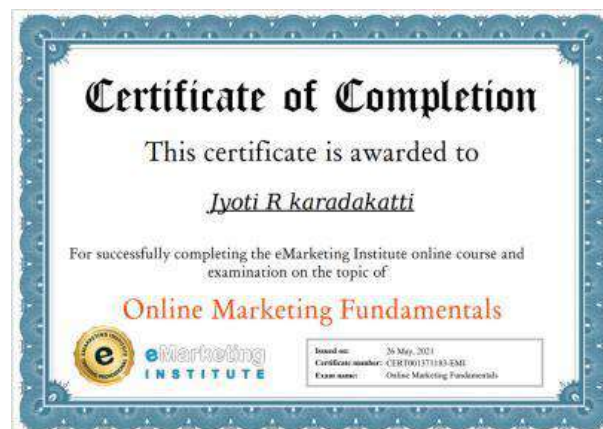 Certificate of Completion
This certificate is awarded to
Jyoti R karadakatti
For successfully completing the eMarketing Institute online course and
examination on the topic of
Online Marketing Fundamentals
e
eMarketing
INSTITUTE
Issued on: 26 May, 2021
Certificate number: CERT001371183-EMI
Exam name: Online Marketing Fundamentals